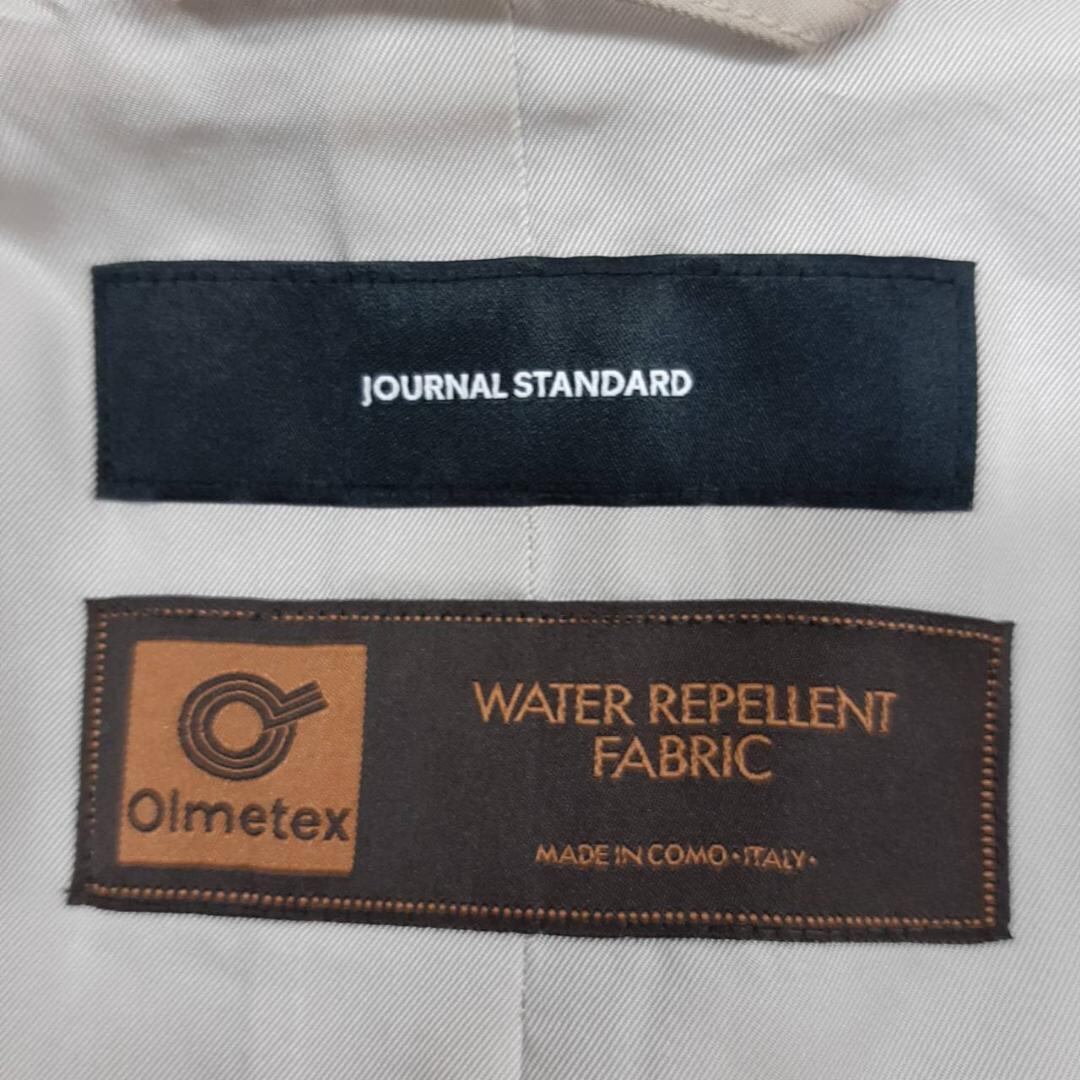 JOURNAL STANDARD
Olmetex
WATER REPELLENT
FABRIC
MADE IN COMO • ITALY •